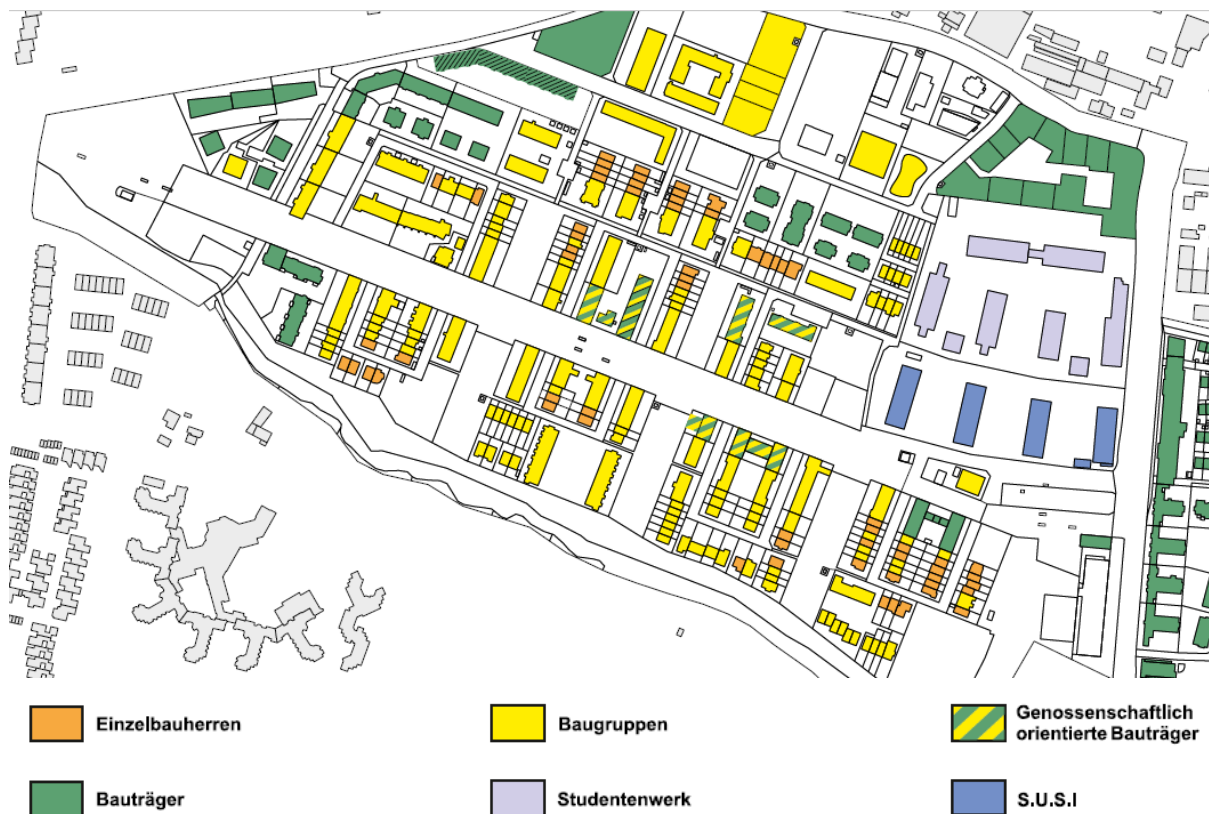 Einzelbauherren
Baugruppen
Genossenschaftlich
orientierte Bauträger
Bauträger
Studentenwerk
S.U.S.I